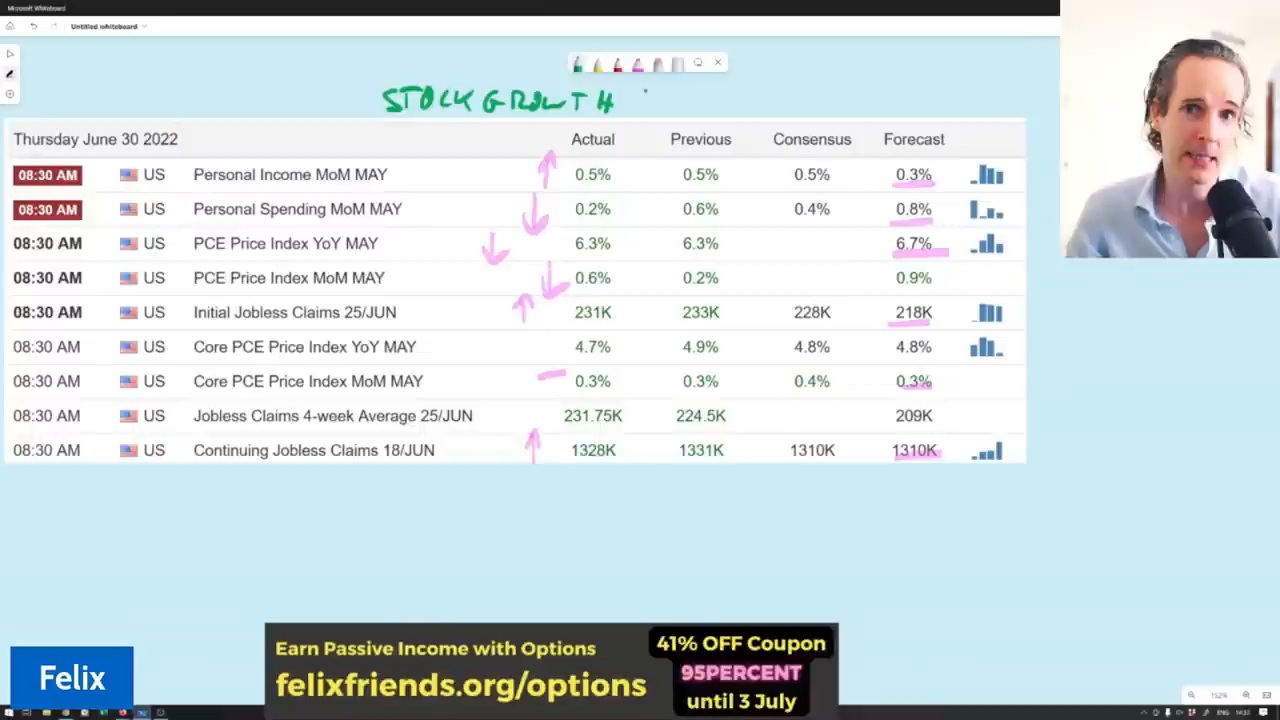 Microsoft Whiteboard
Untitled whiteboard
STOCK GROWTH
Thursday June 30 2022 Actual Previous Consensus Forecast
08:30 AM US Personal Income MoM MAY 0.5% 0.5% 0.5% 0.3%
08:30 AM US Personal Spending MoM MAY 0.2% 0.6% 0.4% 0.8%
08:30 AM US PCE Price Index YoY MAY 6.3% 6.3% 6.7%
08:30 AM US PCE Price Index MoM MAY 0.6% 0.2% 0.9%
08:30 AM US Initial Jobless Claims 25/JUN 231K 233K 228K 218K
08:30 AM US Core PCE Price Index YoY MAY 4.7% 4.9% 4.8% 4.8%
08:30 AM US Core PCE Price Index MoM MAY 0.3% 0.3% 0.4% 0.3%
08:30 AM US Jobless Claims 4-week Average 25/JUN 231.75K 224.5K 209K
08:30 AM US Continuing Jobless Claims 18/JUN 1328K 1331K 1310K 1310K
Earn Passive Income with Options
felixfriends.org/options
41% OFF Coupon
95PERCENT
until 3 July
Felix
152%
ENG